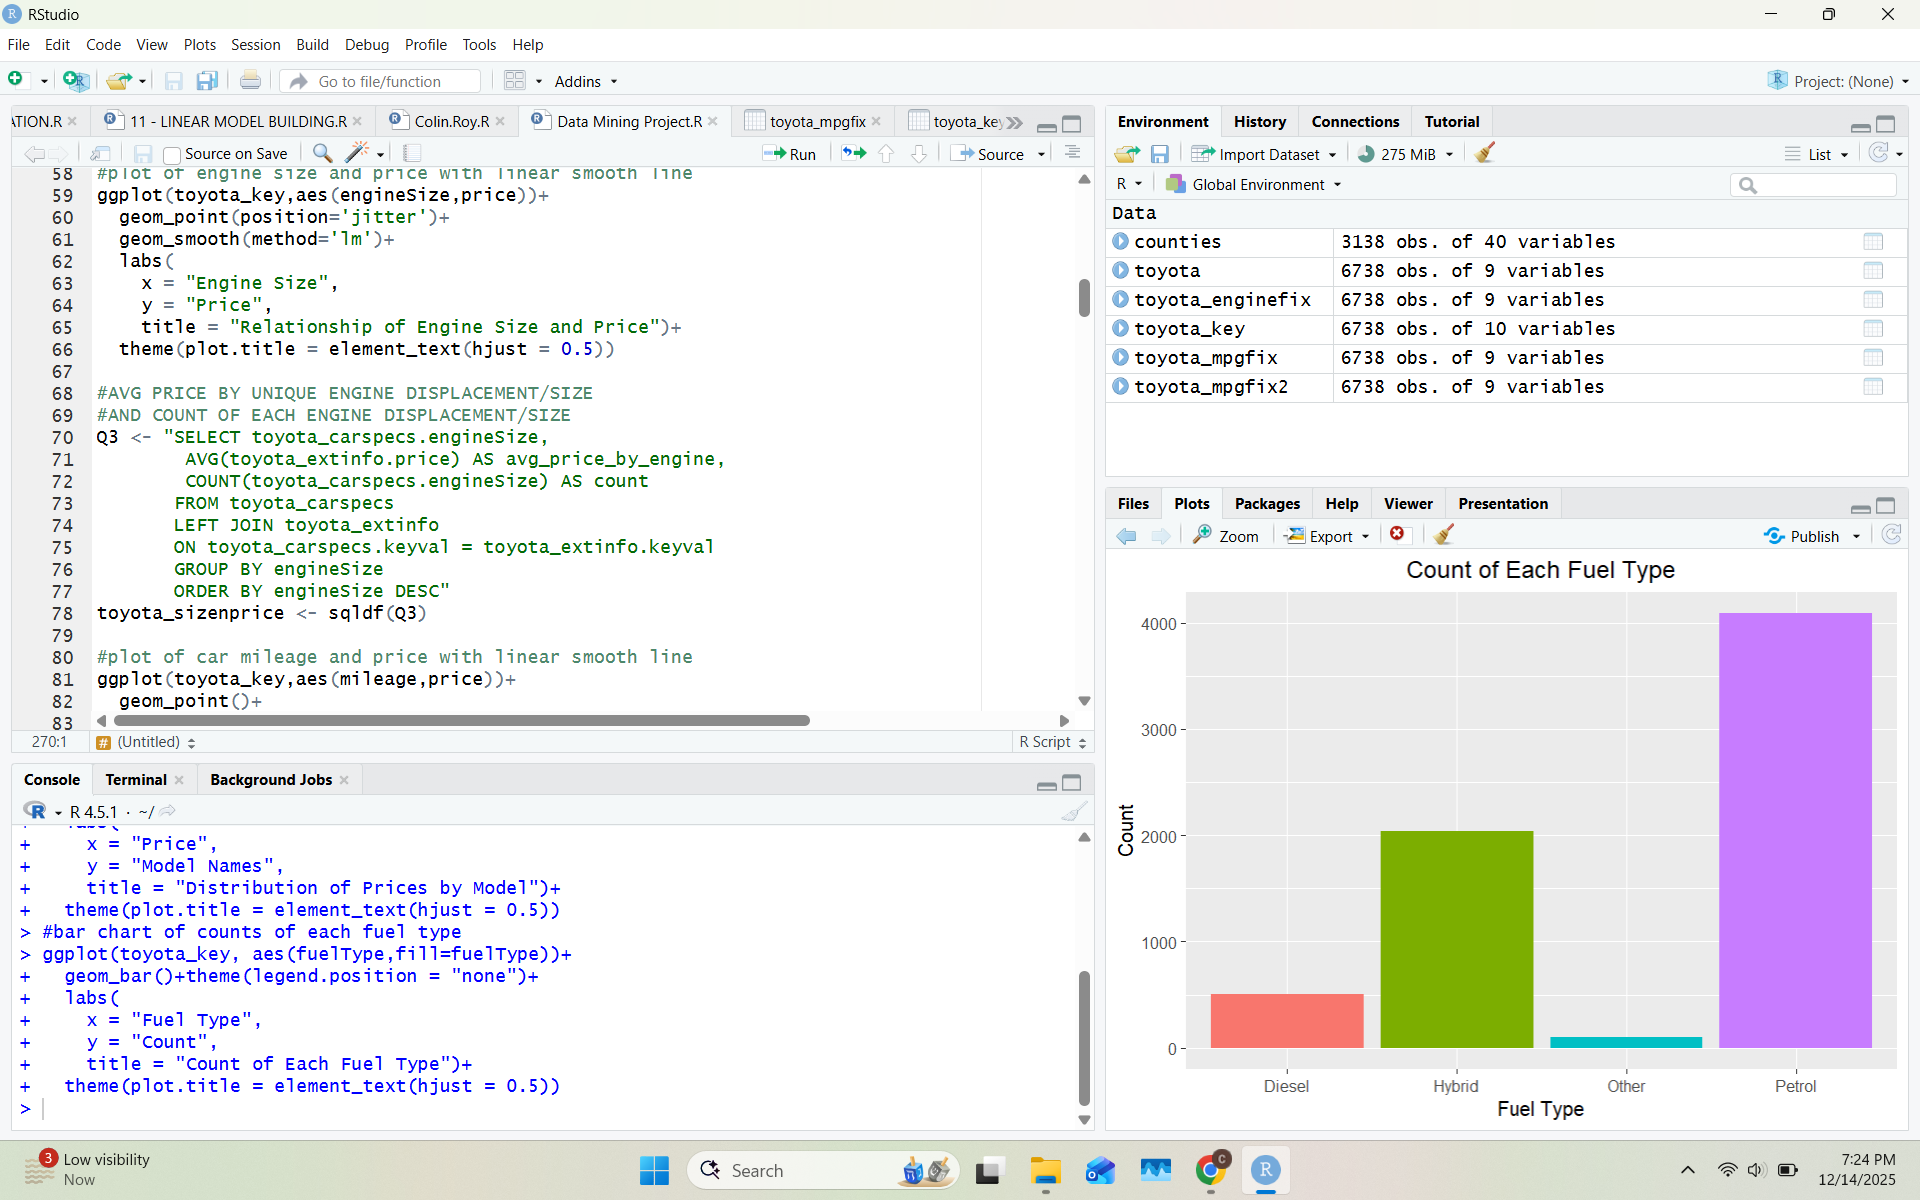 RStudio
File Edit Code View Plots Session Build Debug Profile Tools Help
Go to file/function
Addins
Project: (None)
ATION.R
11 - LINEAR MODEL BUILDING.R
Colin.Roy.R
Data Mining Project.R
toyota_mpgfix
toyota_key
Source on Save
Run
Source
58 #plot of engine size and price with linear smooth line
59 ggplot(toyota_key,aes(engineSize,price))+
60 geom_point(position='jitter')+
61 geom_smooth(method='lm')+
62 labs(
63 x = "Engine Size",
64 y = "Price",
65 title = "Relationship of Engine Size and Price")+
66 theme(plot.title = element_text(hjust = 0.5))
67
68 #AVG PRICE BY UNIQUE ENGINE DISPLACEMENT/SIZE
69 #AND COUNT OF EACH ENGINE DISPLACEMENT/SIZE
70 Q3 <- "SELECT toyota_carspecs.engineSize,
71 AVG(toyota_extinfo.price) AS avg_price_by_engine,
72 COUNT(toyota_carspecs.engineSize) AS count
73 FROM toyota_carspecs
74 LEFT JOIN toyota_extinfo
75 ON toyota_carspecs.keyval = toyota_extinfo.keyval
76 GROUP BY engineSize
77 ORDER BY engineSize DESC"
78 toyota_sizenprice <- sqldf(Q3)
79
80 #plot of car mileage and price with linear smooth line
81 ggplot(toyota_key,aes(mileage,price))+
82 geom_point()+
83
270:1 # (Untitled) R Script
Console Terminal Background Jobs
R 4.5.1 · ~/
+ labs(
+ x = "Price",
+ y = "Model Names",
+ title = "Distribution of Prices by Model")+
+ theme(plot.title = element_text(hjust = 0.5))
> #bar chart of counts of each fuel type
> ggplot(toyota_key, aes(fuelType,fill=fuelType))+
+ geom_bar()+theme(legend.position = "none")+
+ labs(
+ x = "Fuel Type",
+ y = "Count",
+ title = "Count of Each Fuel Type")+
+ theme(plot.title = element_text(hjust = 0.5))
>
Environment History Connections Tutorial
Import Dataset 275 MiB List
R Global Environment
Data
counties 3138 obs. of 40 variables
toyota 6738 obs. of 9 variables
toyota_enginefix 6738 obs. of 9 variables
toyota_key 6738 obs. of 10 variables
toyota_mpgfix 6738 obs. of 9 variables
toyota_mpgfix2 6738 obs. of 9 variables
Files Plots Packages Help Viewer Presentation
Zoom Export Publish
Count of Each Fuel Type
4000
3000
2000
1000
0
Count
Diesel Hybrid Other Petrol
Fuel Type
3
Low visibility
Now
Search
C
7:24 PM
12/14/2025